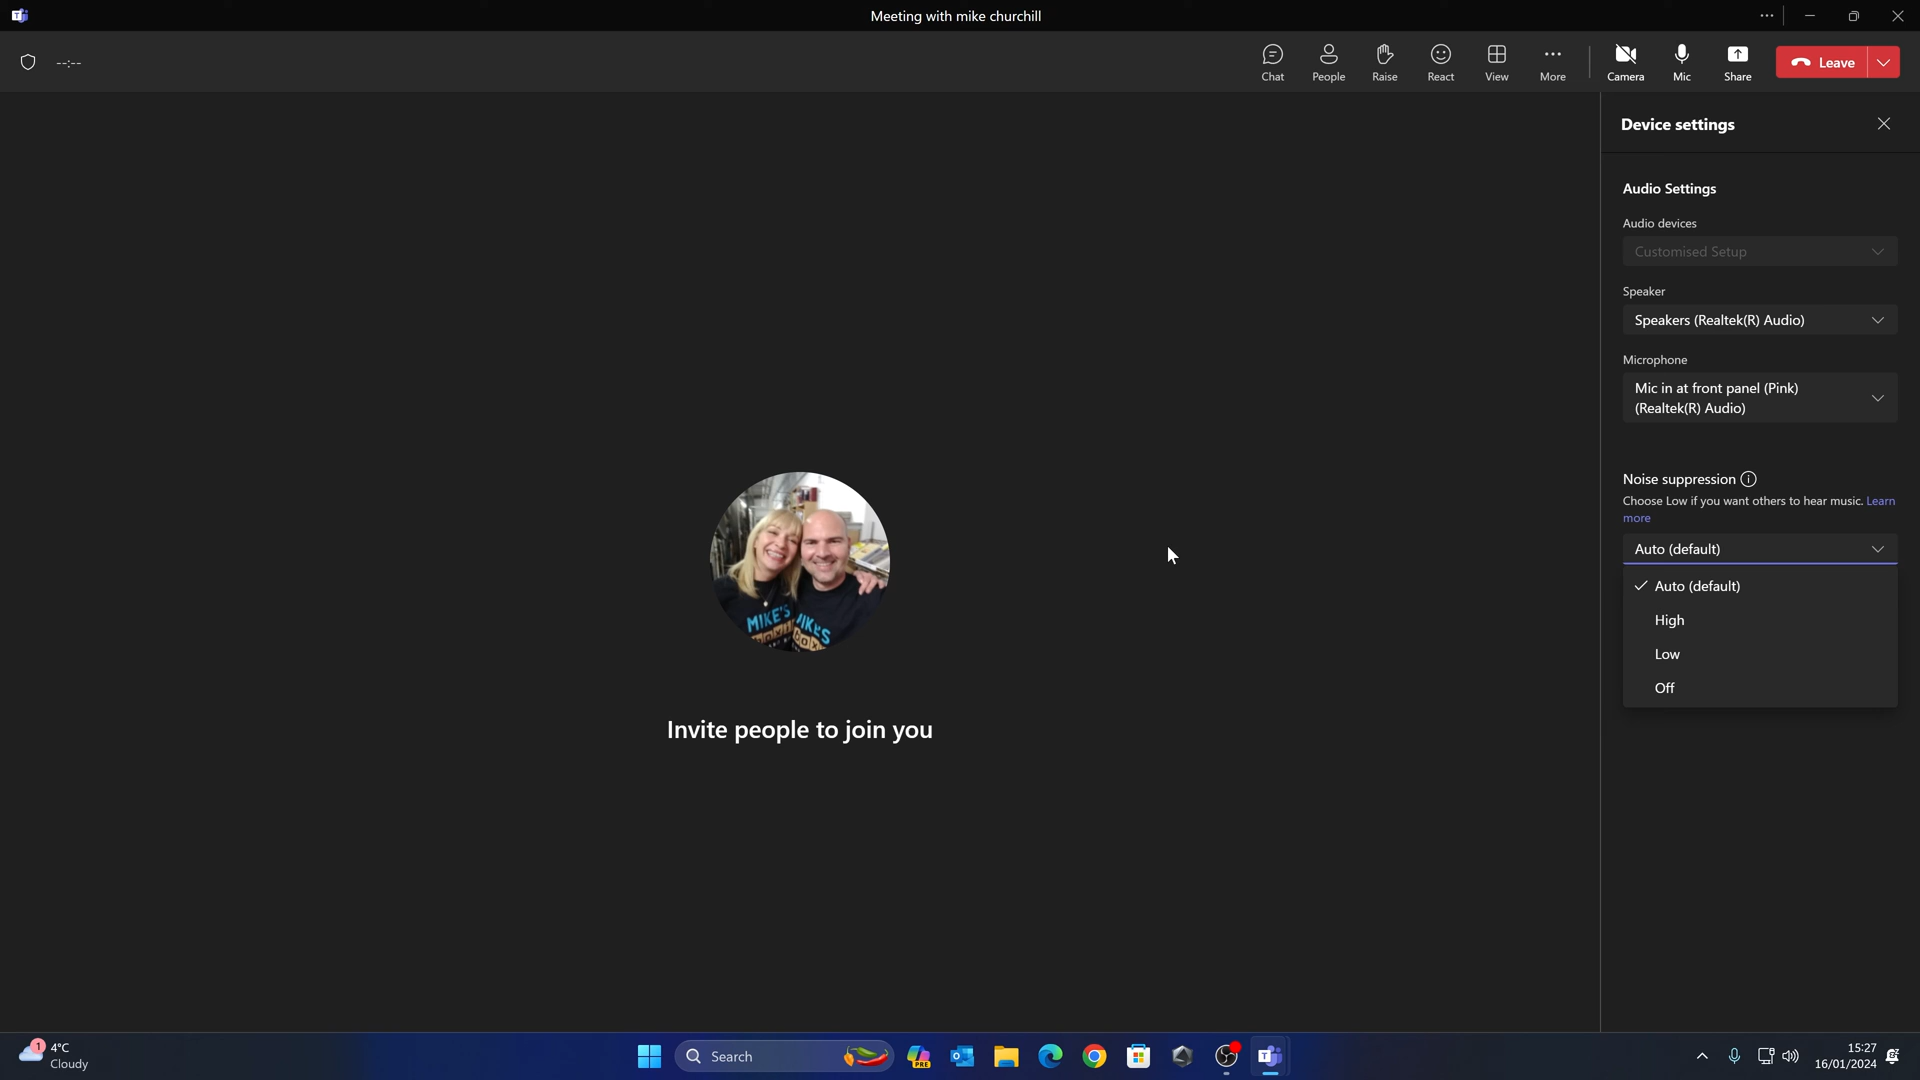 Meeting with mike churchill
--:--
Chat
People
Raise
React
View
More
Camera
Mic
Share
Leave
Device settings
Audio Settings
Audio devices
Customised Setup
Speaker
Speakers (Realtek(R) Audio)
Microphone
Mic in at front panel (Pink)
(Realtek(R) Audio)
Noise suppression
Choose Low if you want others to hear music. Learn
more
Auto (default)
Auto (default)
High
Low
Off
MIKE'S
Invite people to join you
1
4°C
Cloudy
Search
PRE
15:27
16/01/2024